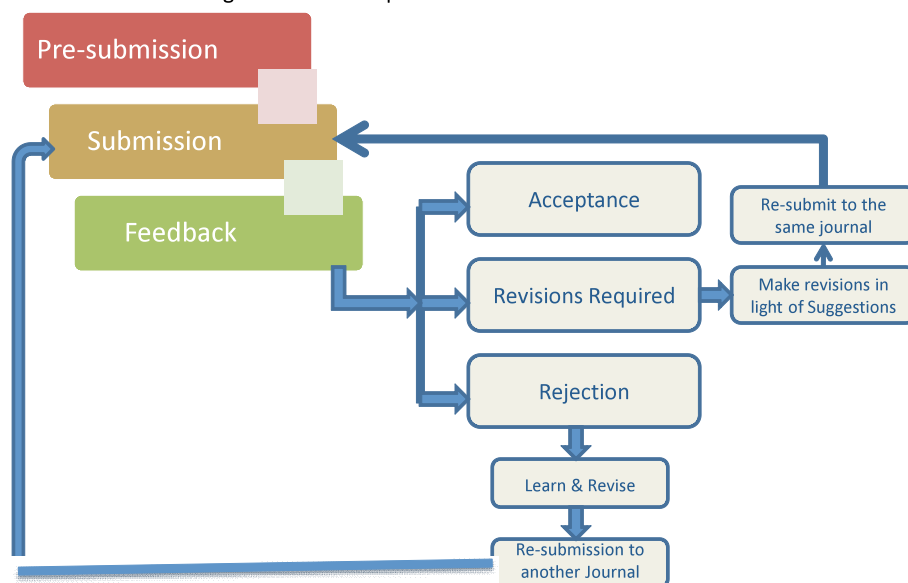 Pre-submission
Submission
Feedback
Acceptance
Revisions Required
Rejection
Re-submit to the
same journal
Make revisions in
light of Suggestions
Learn & Revise
Re-submission to
another Journal